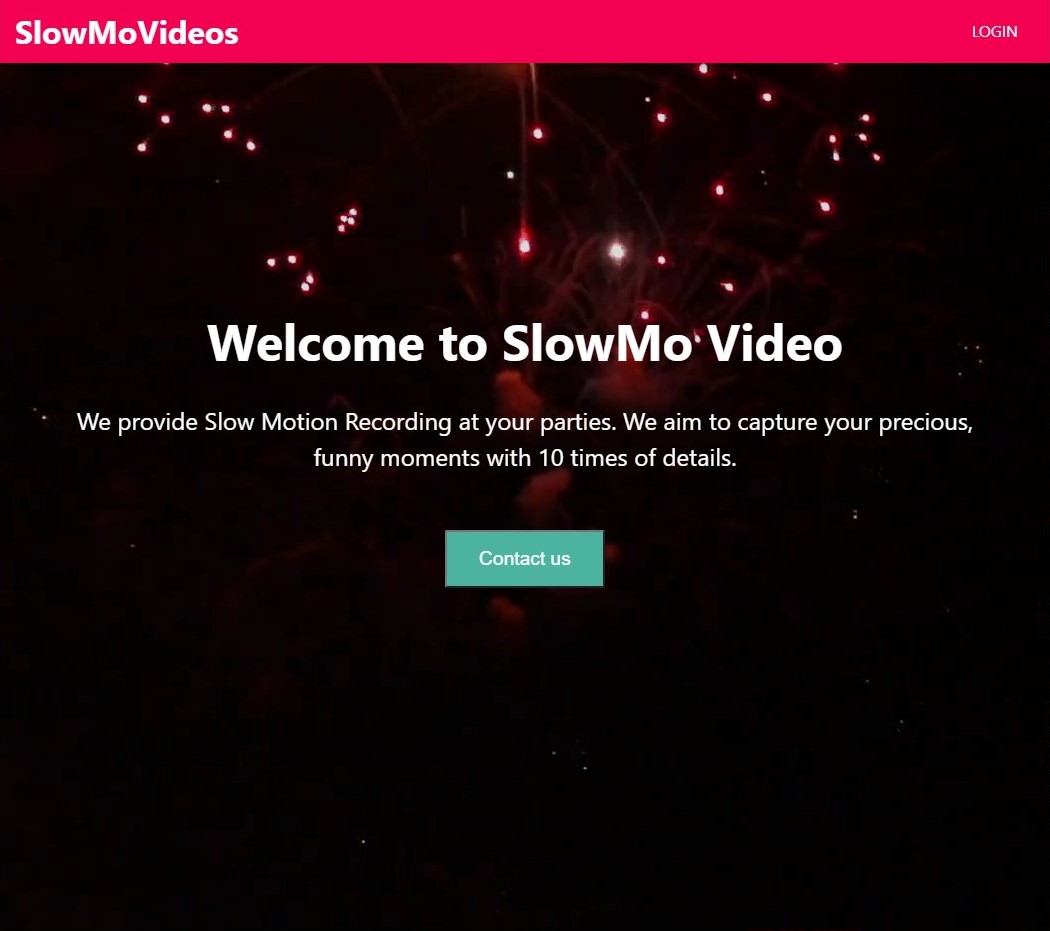 SlowMoVideos
LOGIN
Welcome to SlowMo Video
We provide Slow Motion Recording at your parties. We aim to capture your precious,
funny moments with 10 times of details.
Contact us